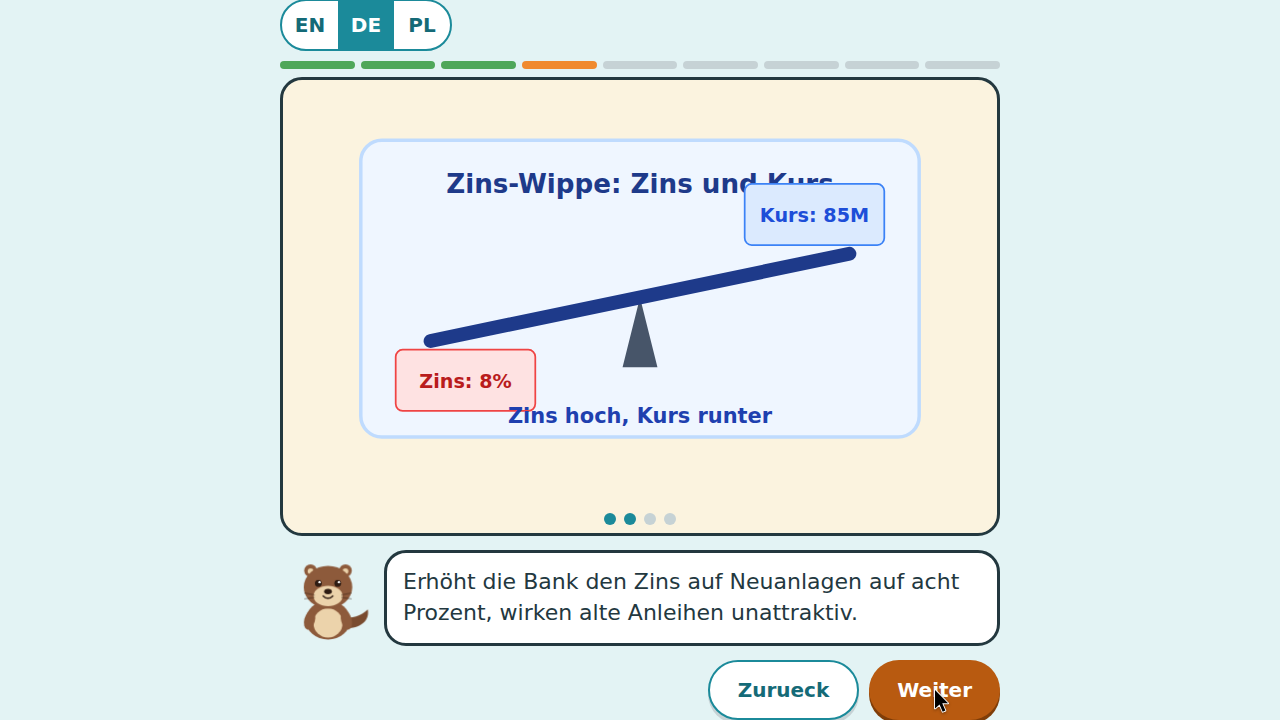 EN DE PL
Zins-Wippe: Zins und Kurs
Kurs: 85M
Zins: 8%
Zins hoch, Kurs runter
Erhöht die Bank den Zins auf Neuanlagen auf acht
Prozent, wirken alte Anleihen unattraktiv.
Zurueck Weiter